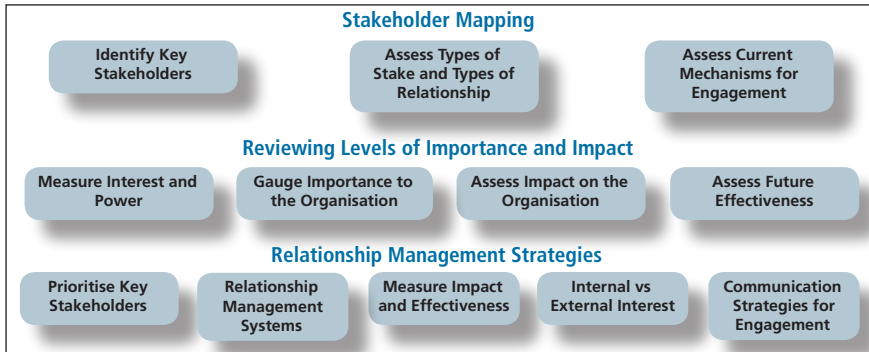 Stakeholder Mapping
Identify Key
Stakeholders
Assess Types of
Stake and Types of
Relationship
Assess Current
Mechanisms for
Engagement
Reviewing Levels of Importance and Impact
Measure Interest and
Power
Gauge Importance to
the Organisation
Assess Impact on the
Organisation
Assess Future
Effectiveness
Relationship Management Strategies
Prioritise Key
Stakeholders
Relationship
Management
Systems
Measure Impact
and Effectiveness
Internal vs
External Interest
Communication
Strategies for
Engagement